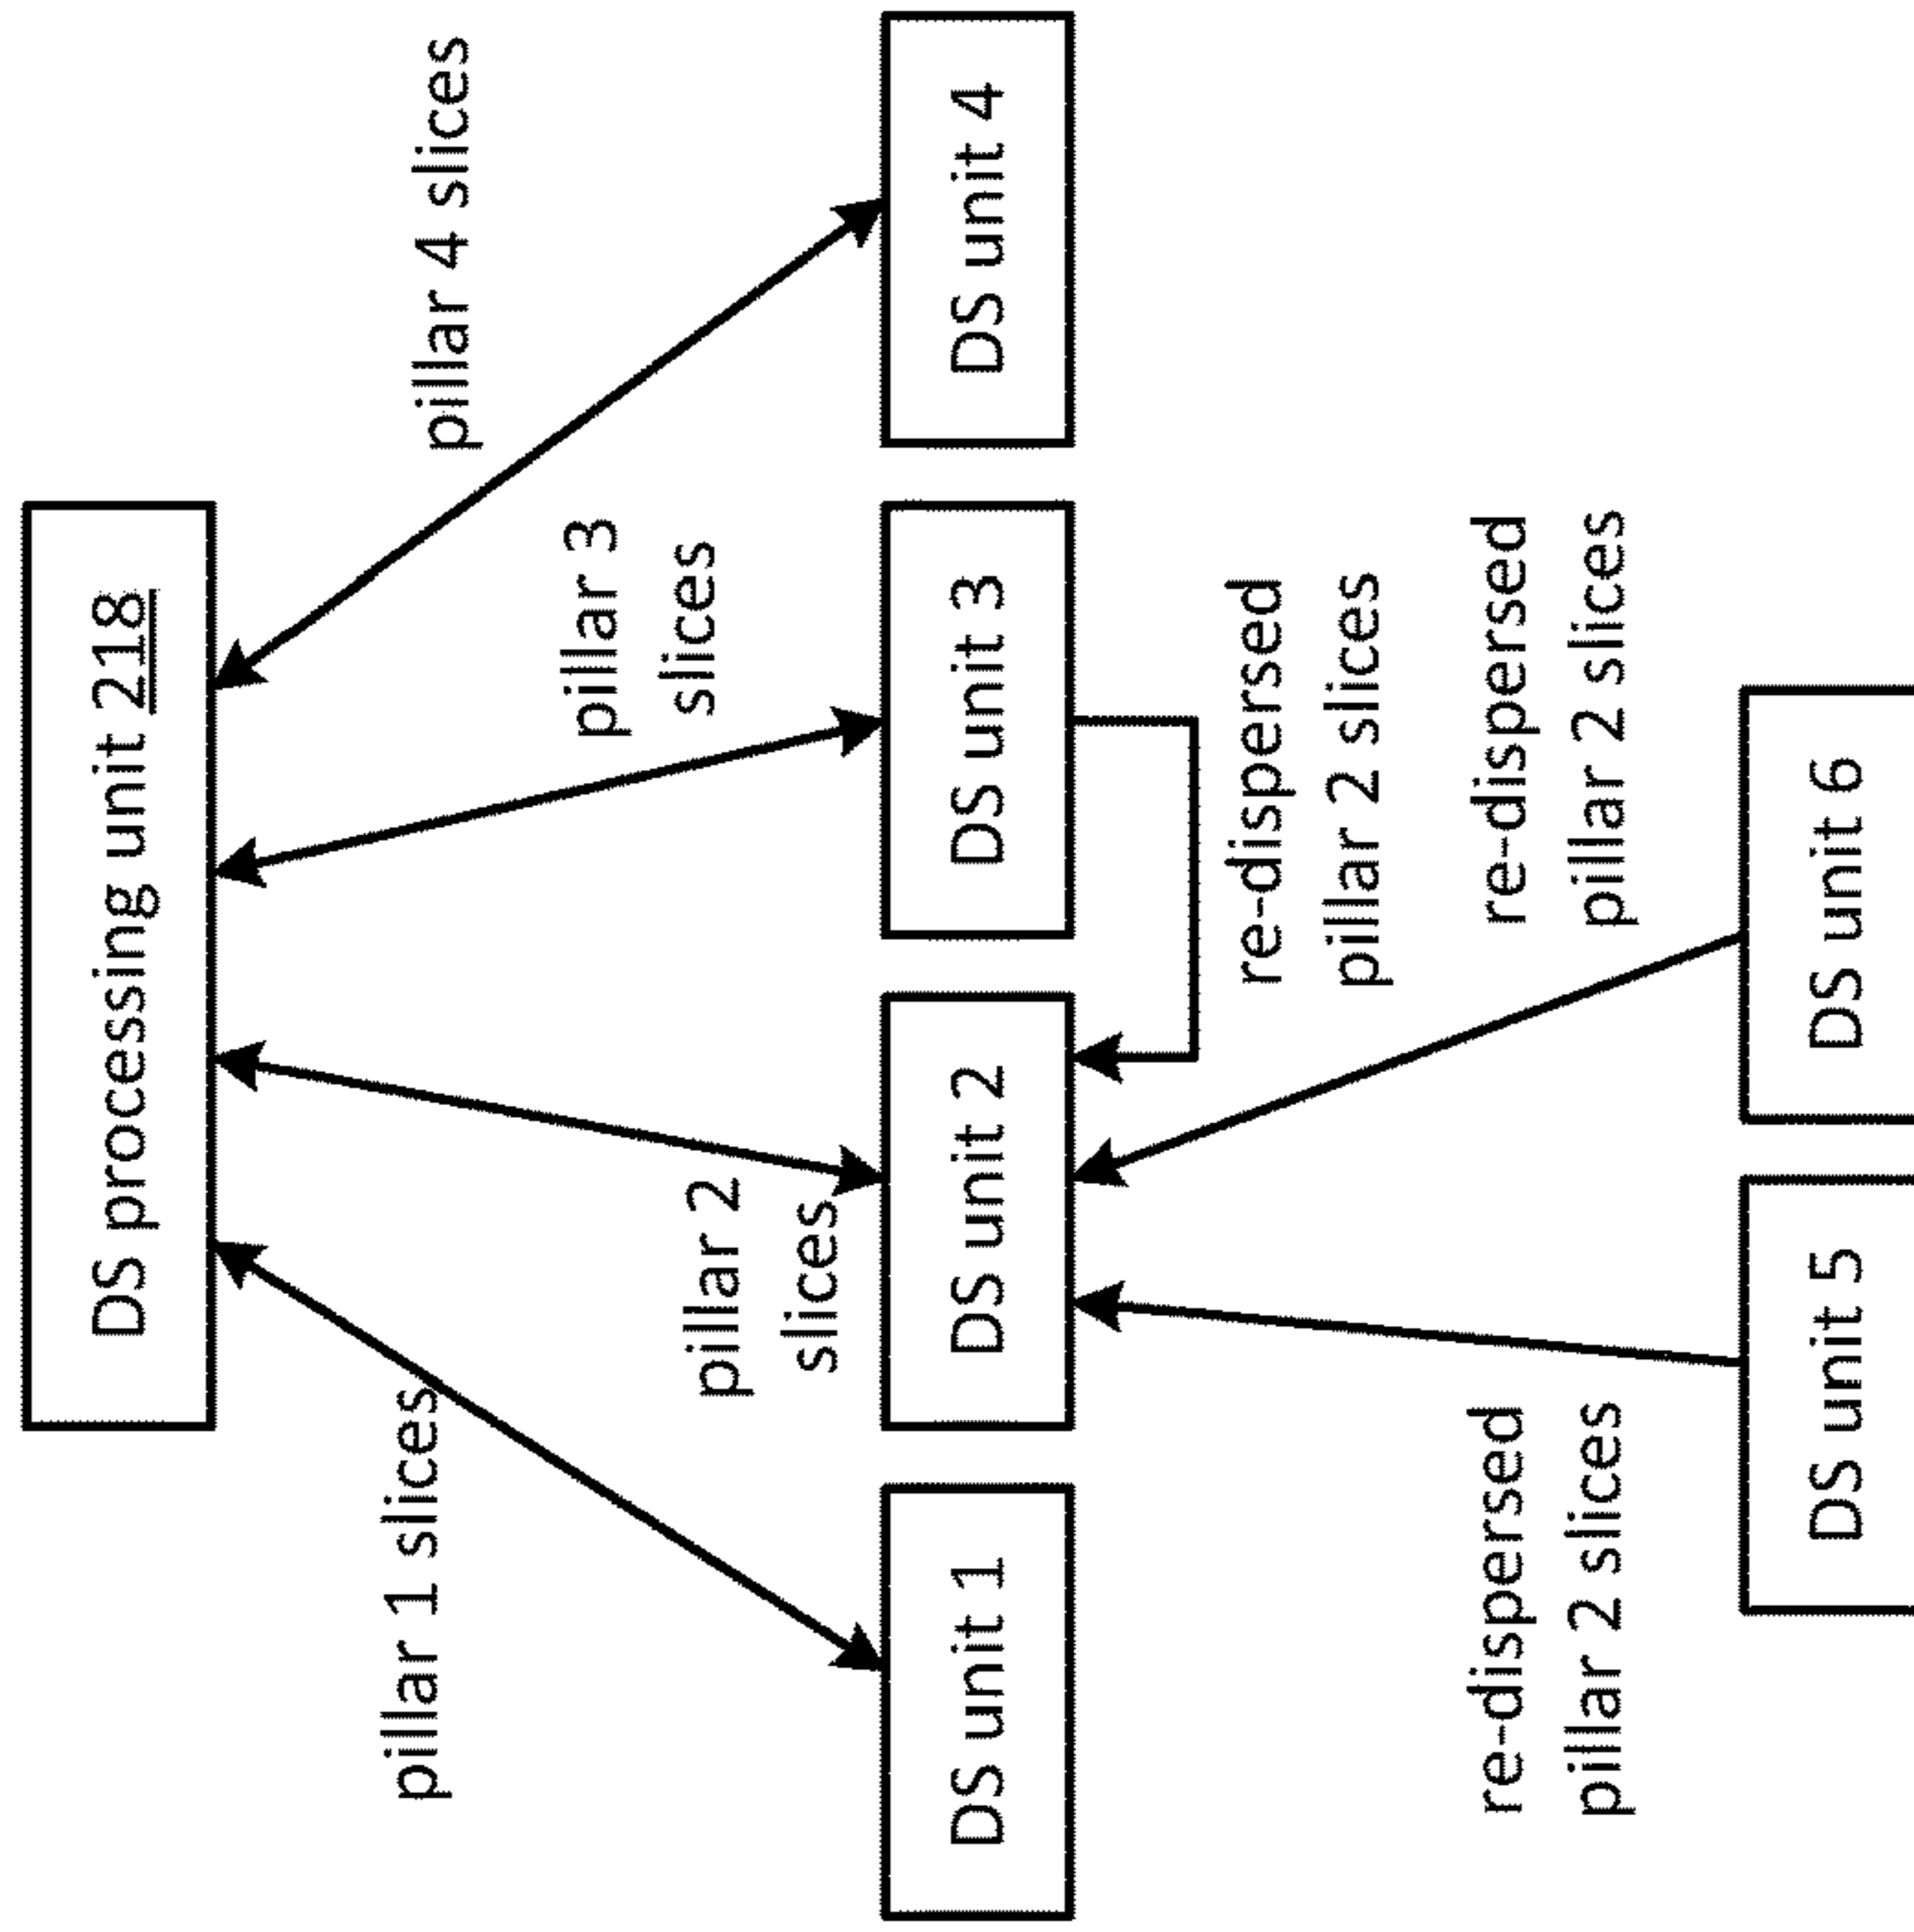 DS processing unit 218
pillar 1 slices
pillar 2
slices
pillar 3
slices
pillar 4 slices
DS unit 1
DS unit 2
DS unit 3
DS unit 4
re-dispersed
pillar 2 slices
re-dispersed
pillar 2 slices
re-dispersed
pillar 2 slices
DS unit 5
DS unit 6